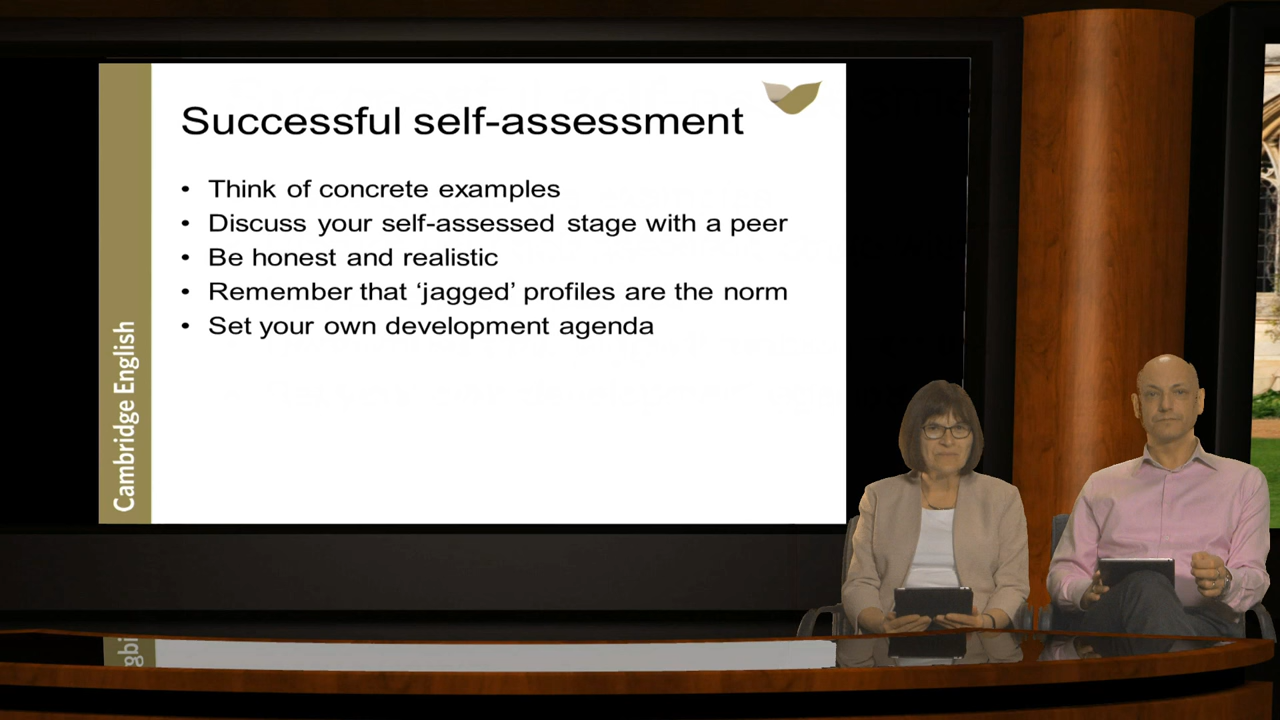 Successful self-assessment
• Think of concrete examples
• Discuss your self-assessed stage with a peer
• Be honest and realistic
• Remember that ‘jagged’ profiles are the norm
• Set your own development agenda
Cambridge English